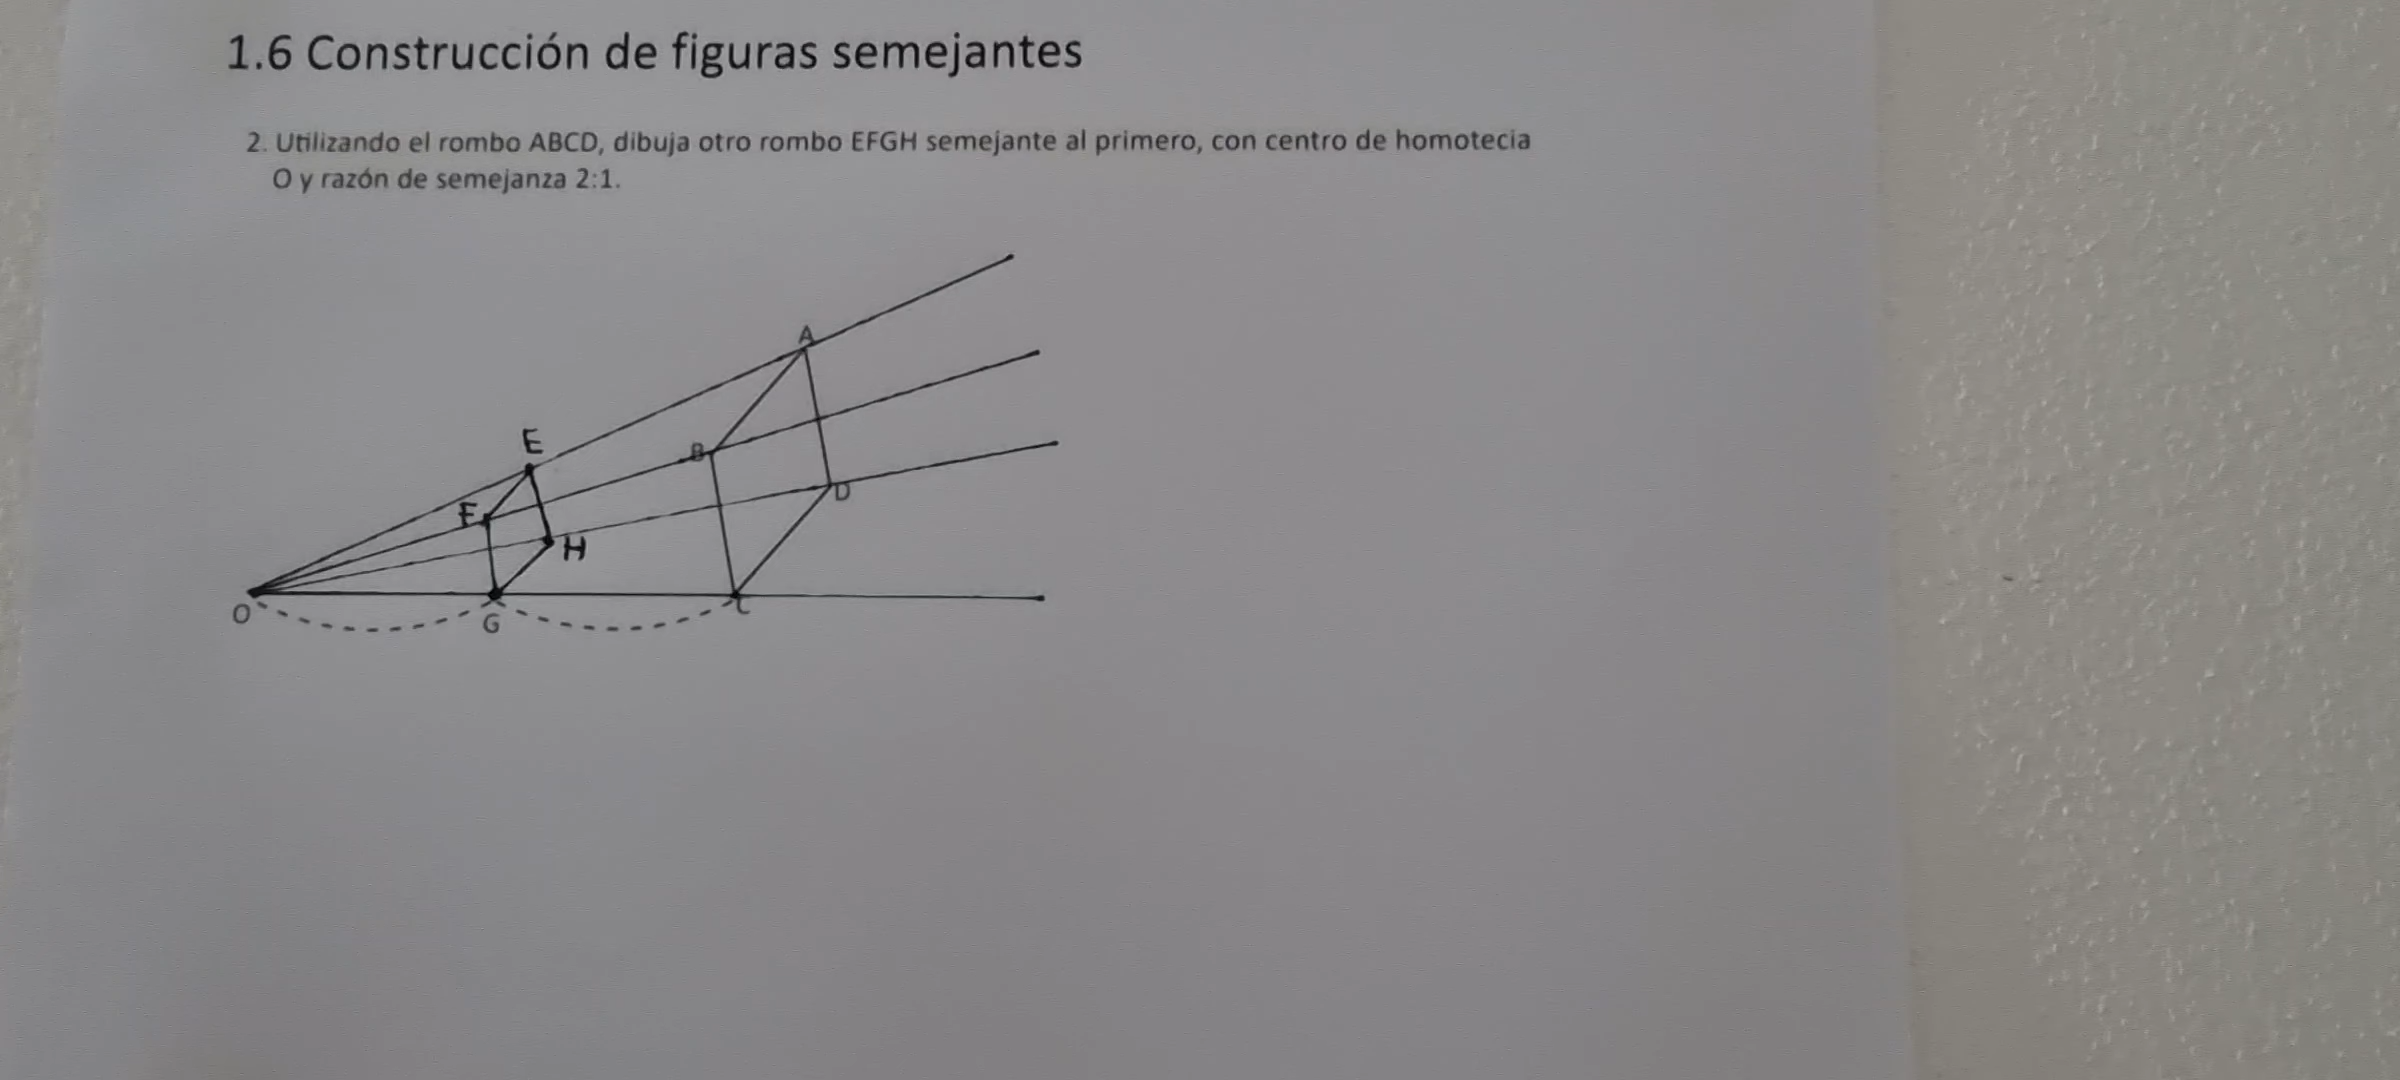 1.6 Construcción de figuras semejantes
2. Utilizando el rombo ABCD, dibuja otro rombo EFGH semejante al primero, con centro de homotecia
O y razón de semejanza 2:1.
A
E
B
D
F
H
O
G
C